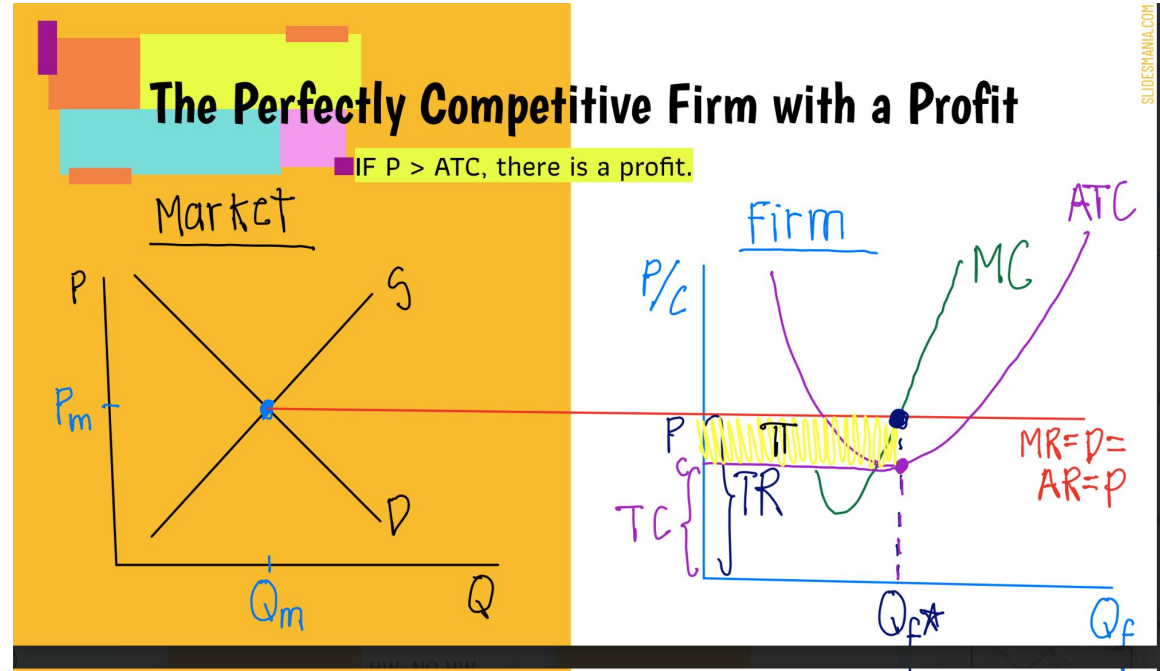 SLIDESMANIA.COM
The Perfectly Competitive Firm with a Profit
IF P > ATC, there is a profit.
Market
P
S
Pm
D
Qm
Q
Firm
ATC
P/C
MC
P
π
C
TR
TC
MR=D=
AR=P
Qf*
Qf